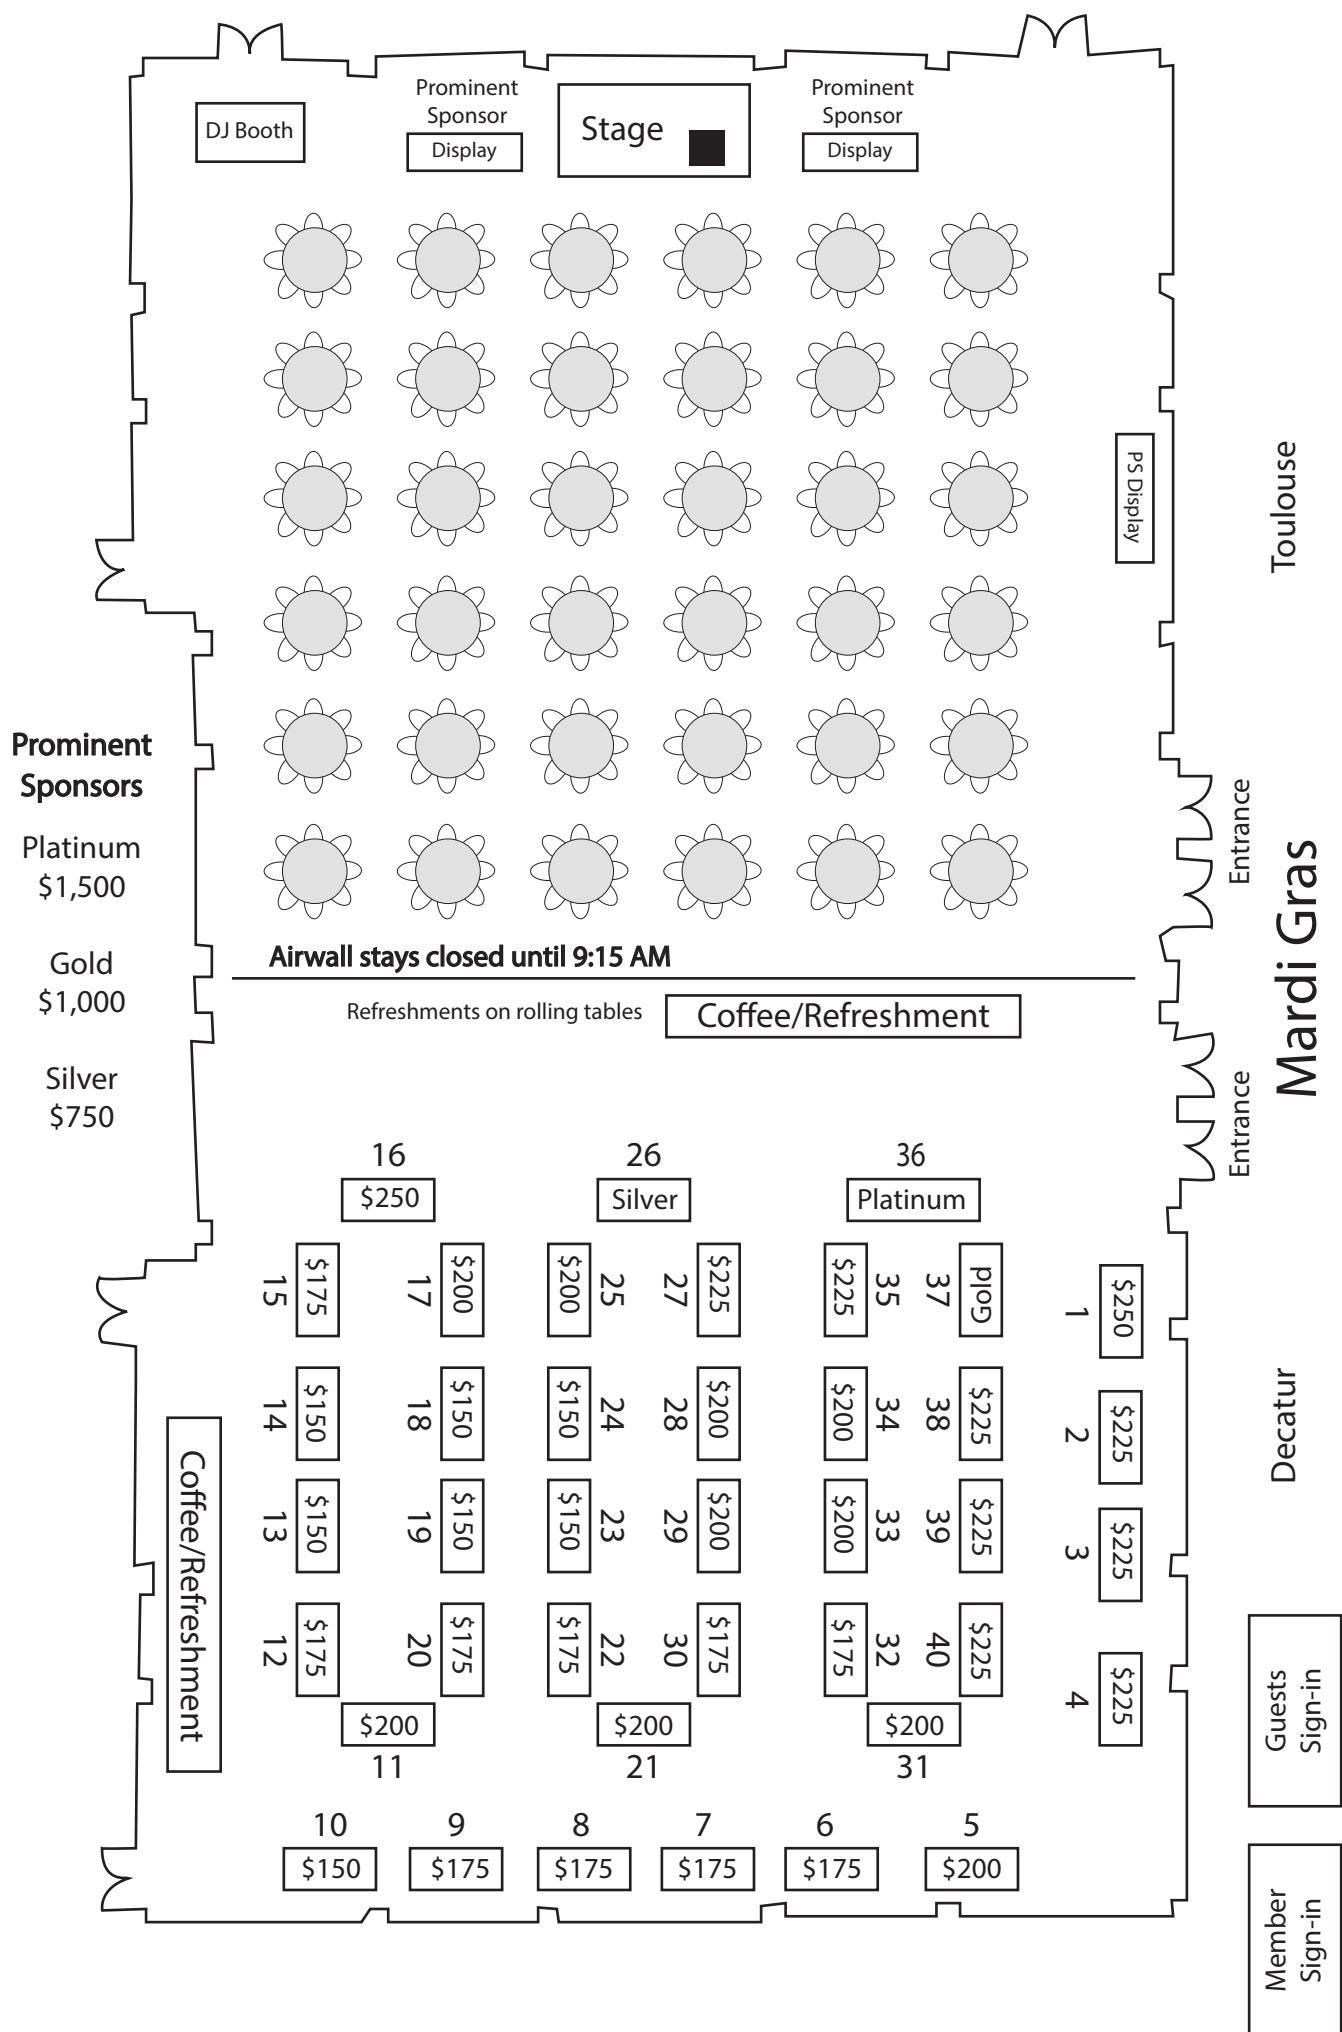 DJ Booth
Prominent
Sponsor
Display
Stage
Prominent
Sponsor
Display
PS Display
Toulouse
Prominent
Sponsors
Platinum
$1,500
Gold
$1,000
Silver
$750
Entrance
Mardi Gras
Airwall stays closed until 9:15 AM
Refreshments on rolling tables
Coffee/Refreshment
Entrance
16
$250
26
Silver
36
Platinum
15
$175
17
$200
$200
25
27
$225
$225
35
37
Gold
1
$250
14
$150
18
$150
$150
24
28
$200
$200
34
38
$225
2
$225
Decatur
Coffee/Refreshment
13
$150
19
$150
$150
23
29
$200
$200
33
39
$225
3
$225
12
$175
20
$175
$175
22
30
$175
$175
32
40
$225
4
$225
Guests
Sign-in
$200
11
$200
21
$200
31
10
$150
9
$175
8
$175
7
$175
6
$175
5
$200
Member
Sign-in